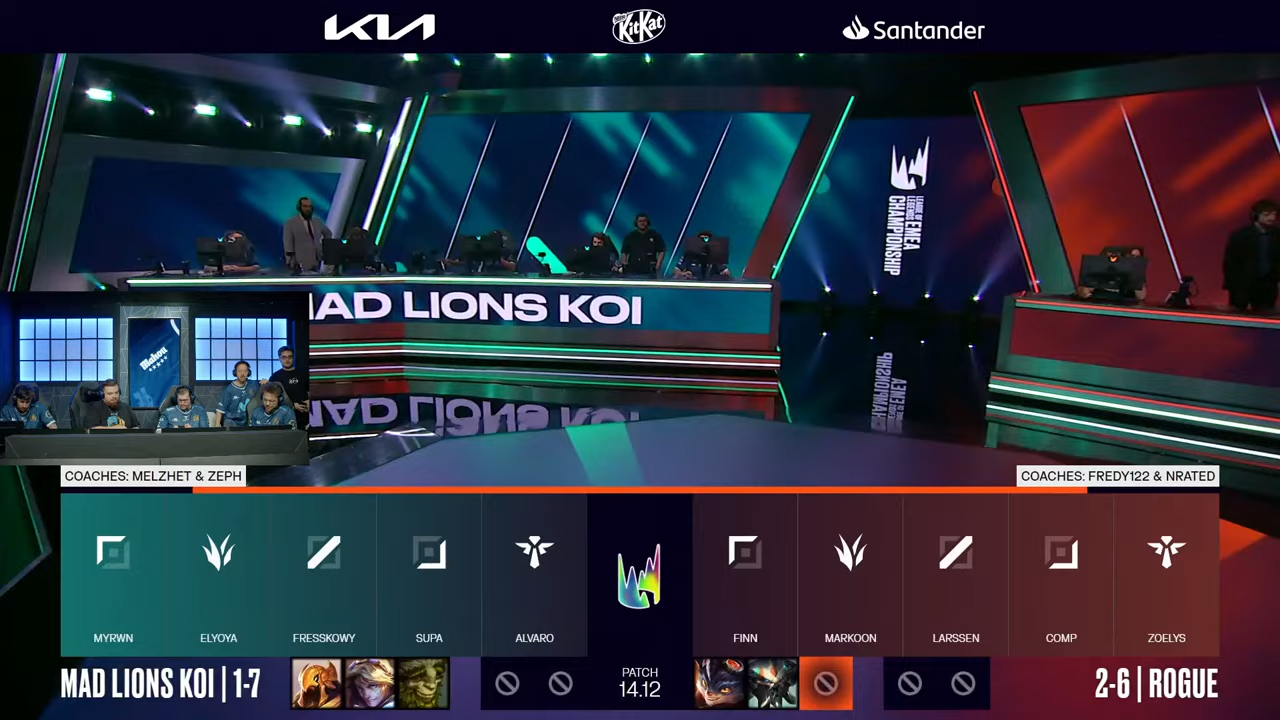 KIA
Nestlé
KitKat
Santander
LEAGUE OF
LEGENDS EMEA
CHAMPIONSHIP
MAD LIONS KOI
Mahou
COACHES: MELZHET & ZEPH
COACHES: FREDY122 & NRATED
MYRWN
ELYOYA
FRESSKOWY
SUPA
ALVARO
FINN
MARKOON
LARSSEN
COMP
ZOELYS
MAD LIONS KOI | 1-7
PATCH
14.12
2-6 | ROGUE